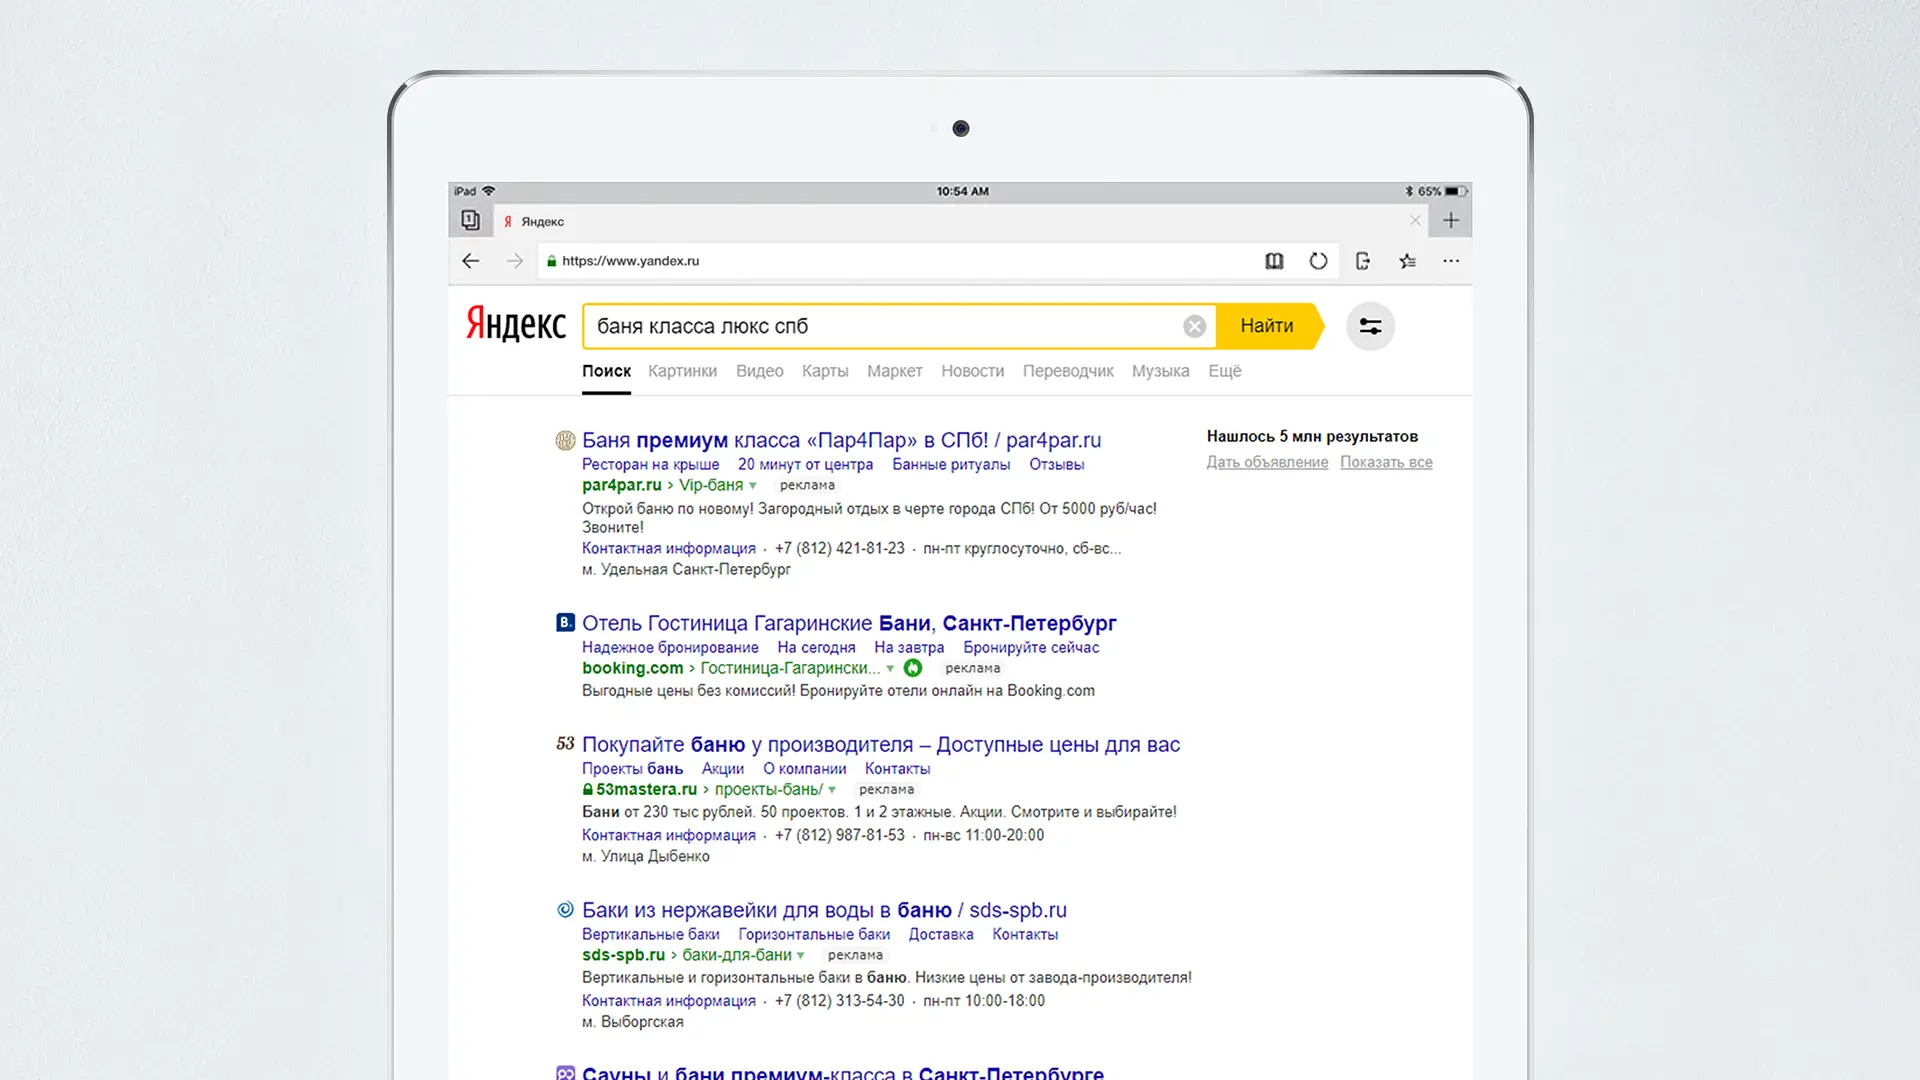 iPad 10:54 AM 65%
1 Я Яндекс
https://www.yandex.ru
Яндекс баня класса люкс спб Найти
Поиск Картинки Видео Карты Маркет Новости Переводчик Музыка Ещё
Баня премиум класса «Пар4Пар» в СПб! / par4par.ru
Ресторан на крыше 20 минут от центра Банные ритуалы Отзывы
par4par.ru › Vip-баня реклама
Открой баню по новому! Загородный отдых в черте города СПб! От 5000 руб/час!
Звоните!
Контактная информация · +7 (812) 421-81-23 · пн-пт круглосуточно, сб-вс...
м. Удельная Санкт-Петербург
Нашлось 5 млн результатов
Дать объявление Показать все
B. Отель Гостиница Гагаринские Бани, Санкт-Петербург
Надежное бронирование На сегодня На завтра Бронируйте сейчас
booking.com › Гостиница-Гагарински... реклама
Выгодные цены без комиссий! Бронируйте отели онлайн на Booking.com
53 Покупайте баню у производителя – Доступные цены для вас
Проекты бань Акции О компании Контакты
53mastera.ru › проекты-бань/ реклама
Бани от 230 тыс рублей. 50 проектов. 1 и 2 этажные. Акции. Смотрите и выбирайте!
Контактная информация · +7 (812) 987-81-53 · пн-вс 11:00-20:00
м. Улица Дыбенко
Баки из нержавейки для воды в баню / sds-spb.ru
Вертикальные баки Горизонтальные баки Доставка Контакты
sds-spb.ru › баки-для-бани реклама
Вертикальные и горизонтальные баки в баню. Низкие цены от завода-производителя!
Контактная информация · +7 (812) 313-54-30 · пн-пт 10:00-18:00
м. Выборгская
Сауны и бани премиум-класса в Санкт-Петербурге